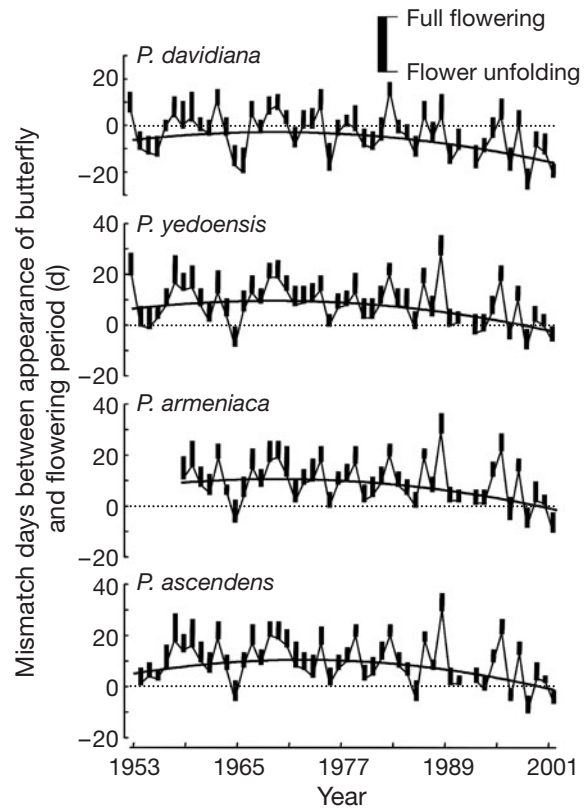 Full flowering
Flower unfolding
P. davidiana
20
0
−20
P. yedoensis
40
20
0
−20
P. armeniaca
40
20
0
−20
P. ascendens
40
20
0
−20
Mismatch days between appearance of butterfly
and flowering period (d)
1953 1965 1977 1989 2001
Year